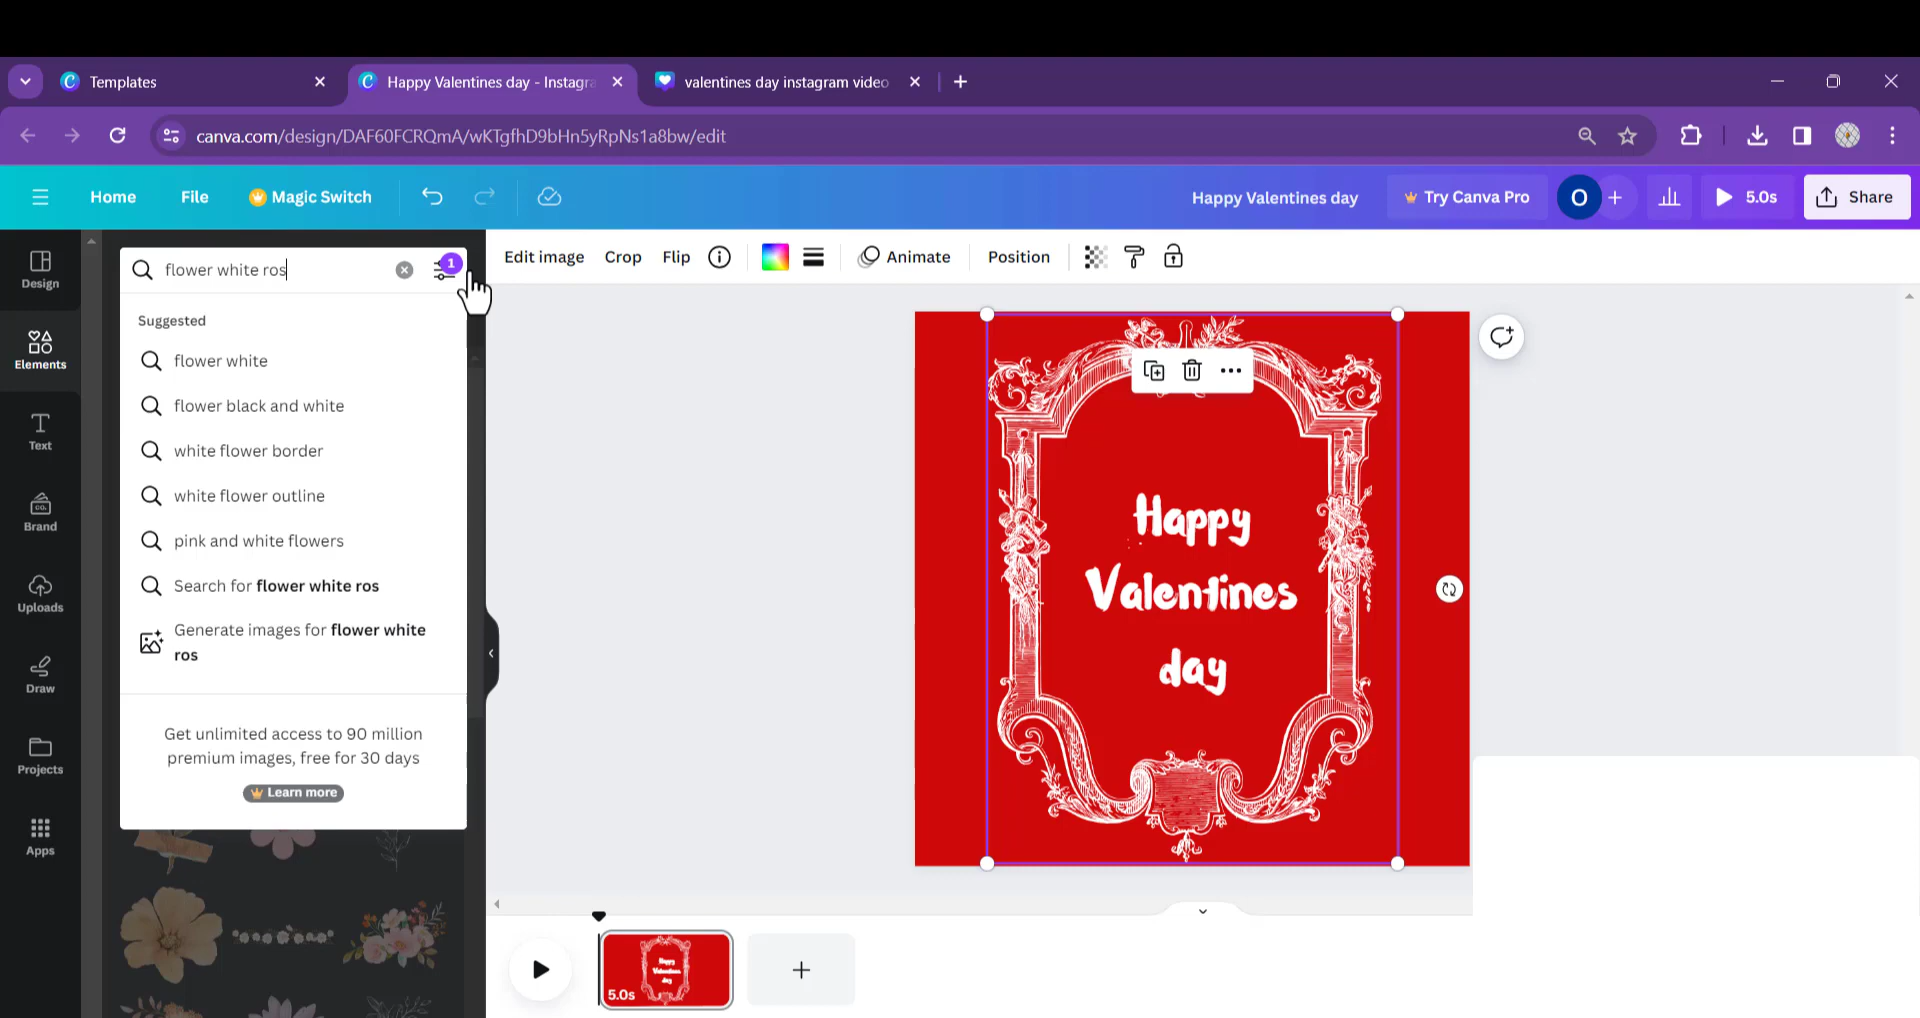 Templates
Happy Valentines day - Instagra
valentines day instagram video
canva.com/design/DAF60FCRQmA/wKTgfhD9bHn5yRpNs1a8bw/edit
Home
File
Magic Switch
Happy Valentines day
Try Canva Pro
O
5.0s
Share
Design
Elements
Text
Brand
Uploads
Draw
Projects
Apps
flower white ros
1
Suggested
flower white
flower black and white
white flower border
white flower outline
pink and white flowers
Search for flower white ros
Generate images for flower white
ros
Get unlimited access to 90 million
premium images, free for 30 days
Learn more
Edit image
Crop
Flip
Animate
Position
Happy
Valentines
day
Happy
Valentines
day
5.0s